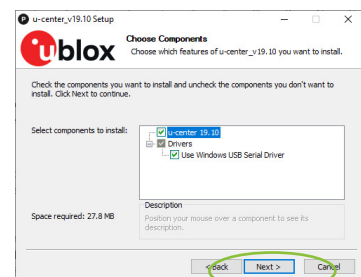 u-center_v19.10 Setup
ublox
Choose Components
Choose which features of u-center_v19.10 you want to install.
Check the components you want to install and uncheck the components you don't want to
install. Click Next to continue.
Select components to install:
u-center 19.10
Drivers
Use Windows USB Serial Driver
Space required: 27.8 MB
Description
Position your mouse over a component to see its
description.
< Back
Next >
Cancel